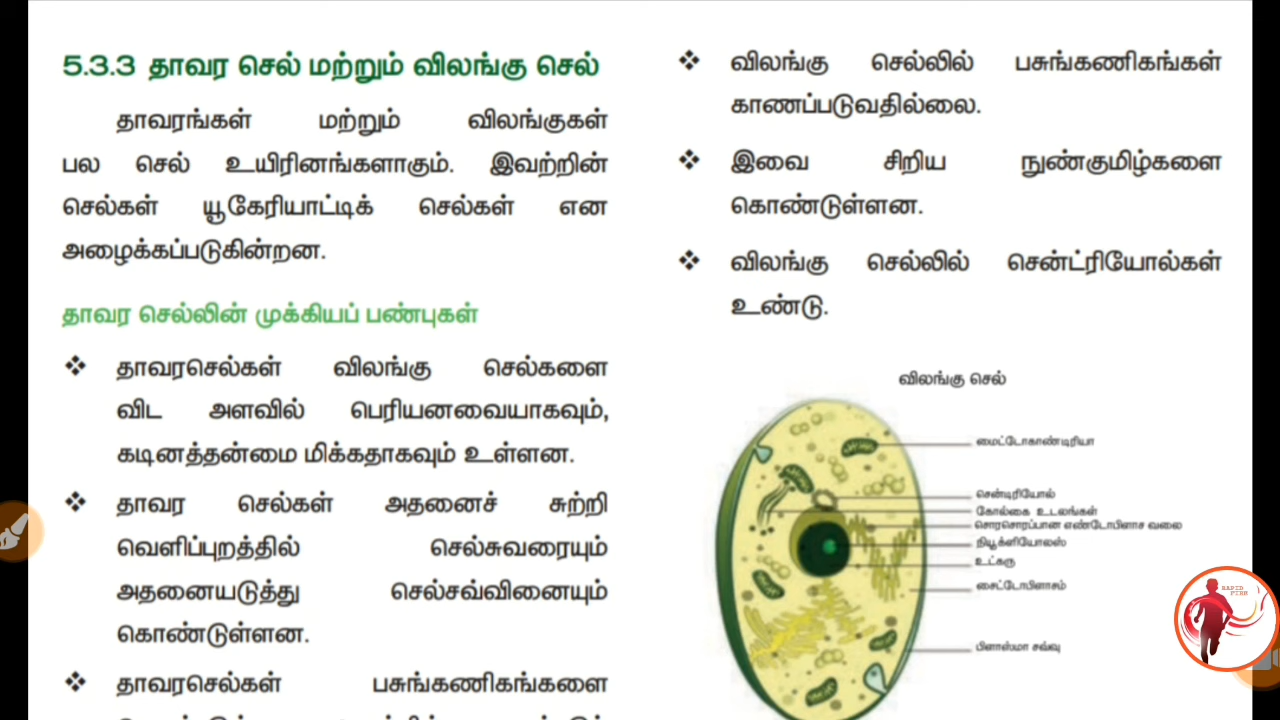 5.3.3 தாவர செல் மற்றும் விலங்கு செல்
தாவரங்கள் மற்றும் விலங்குகள்
பல செல் உயிரினங்களாகும். இவற்றின்
செல்கள் யூகேரியாட்டிக் செல்கள் என
அழைக்கப்படுகின்றன.
தாவர செல்லின் முக்கியப் பண்புகள்
❖ தாவரசெல்கள் விலங்கு செல்களை
விட அளவில் பெரியனவையாகவும்,
கடினத்தன்மை மிக்கதாகவும் உள்ளன.
❖ தாவர செல்கள் அதனைச் சுற்றி
வெளிப்புறத்தில் செல்சுவரையும்
அதனையடுத்து செல்சவ்வினையும்
கொண்டுள்ளன.
❖ தாவரசெல்கள் பசுங்கணிகங்களை
❖ விலங்கு செல்லில் பசுங்கணிகங்கள்
காணப்படுவதில்லை.
❖ இவை சிறிய நுண்குமிழ்களை
கொண்டுள்ளன.
❖ விலங்கு செல்லில் சென்ட்ரியோல்கள்
உண்டு.
விலங்கு செல்
மைட்டோகாண்டிரியா
சென்டிரியோல்
கோல்கை உடலங்கள்
சொரசொரப்பான எண்டோபிளாச வலை
நியூக்ளியோலஸ்
உட்கரு
சைட்டோபிளாசம்
பிளாஸ்மா சவ்வு
RAPID
FIRE